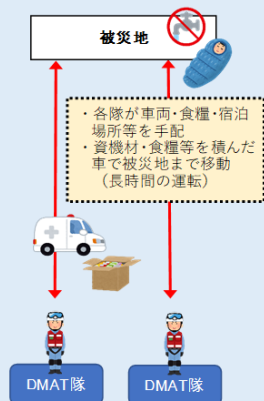 被災地
・各隊が車両・食糧・宿泊
場所等を手配
・資機材・食糧等を積んだ
車で被災地まで移動
（長時間の運転）
DMAT隊
DMAT隊